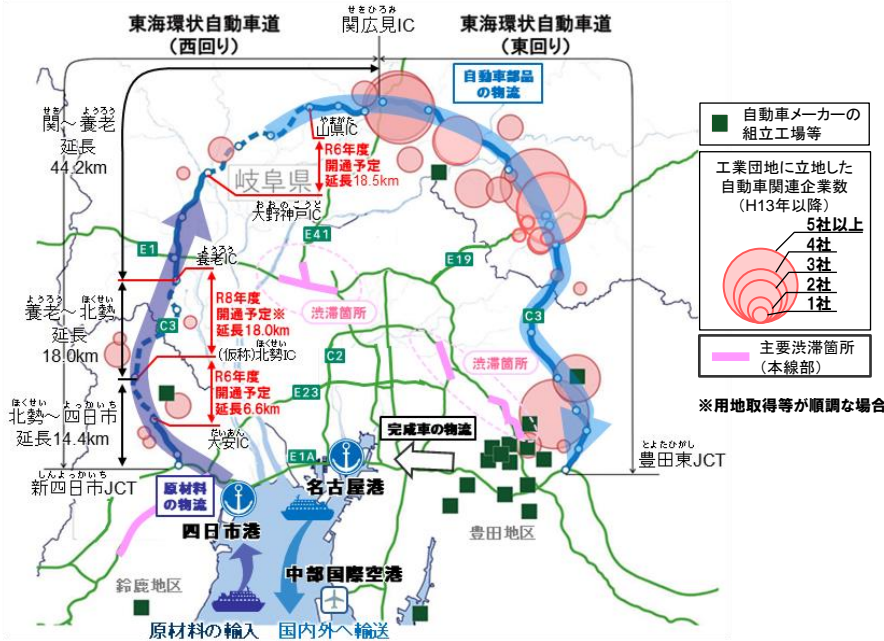 東海環状自動車道
(西回り)
せきひろみ
関広見IC
東海環状自動車道
(東回り)
自動車部品
の物流
せき ようろう
関~養老
延長
44.2km
やまがた
山県IC
R6年度
開通予定
延長18.5km
岐阜県
おおのごうど
大野神戸IC
E41
E1
E19
ようろう
養老IC
ようろう ほくせい
養老~北勢
延長
18.0km
R8年度
開通予定※
延長18.0km
渋滞箇所
C3
C3
ほくせい
(仮称)北勢IC
C2
渋滞箇所
R6年度
開通予定
延長6.6km
E23
ほくせい よっかいち
北勢~四日市
延長14.4km
だいあん
大安IC
完成車の物流
E1A
しんよっかいち
新四日市JCT
とよたひがし
豊田東JCT
原材料
の物流
名古屋港
四日市港
豊田地区
中部国際空港
鈴鹿地区
原材料の輸入
国内外へ輸送
自動車メーカーの
組立工場等
工業団地に立地した
自動車関連企業数
(H13年以降)
5社以上
4社
3社
2社
1社
主要渋滞箇所
(本線部)
※用地取得等が順調な場合